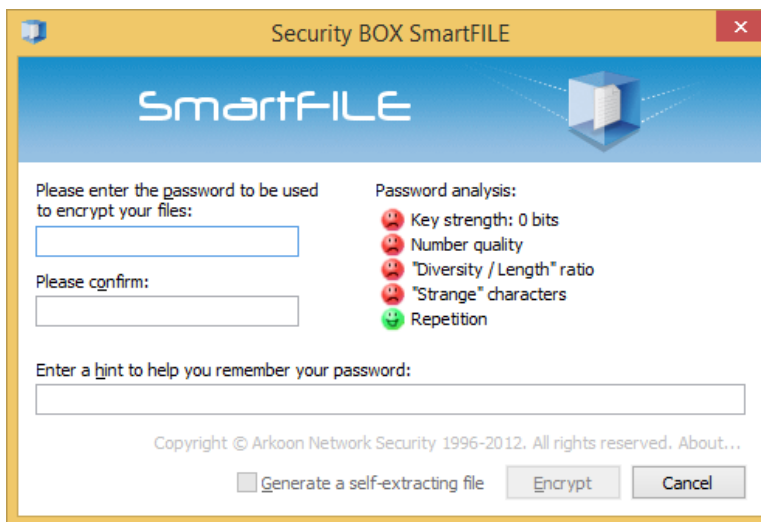 Security BOX SmartFILE
SmartFILE
Please enter the password to be used
to encrypt your files:
Please confirm:
Password analysis:
Key strength: 0 bits
Number quality
"Diversity / Length" ratio
"Strange" characters
Repetition
Enter a hint to help you remember your password:
Copyright © Arkoon Network Security 1996-2012. All rights reserved. About...
Generate a self-extracting file
Encrypt
Cancel